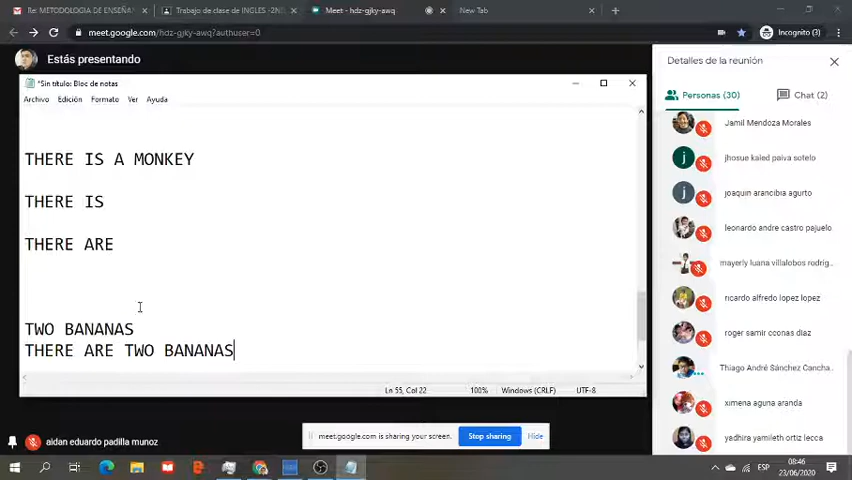 Re: METODOLOGIA DE ENSEÑA
Trabajo de clase de INGLES -2N
Meet - hdz-gjky-awq
New Tab
meet.google.com/hdz-gjky-awq?authuser=0
Incognito (3)
Estás presentando
Detalles de la reunión
*Sin título: Bloc de notas
Archivo Edición Formato Ver Ayuda
Personas (30)
Chat (2)
THERE IS A MONKEY
THERE IS
THERE ARE
TWO BANANAS
THERE ARE TWO BANANAS
Ln 55, Col 22 100% Windows (CRLF) UTF-8
Jamil Mendoza Morales
j jhosue kaled paiva sotelo
j joaquin arancibia agurto
leonardo andre castro pajuelo
mayerly luana villalobos rodrig...
ricardo alfredo lopez lopez
roger samir cconas diaz
Thiago André Sánchez Cancha...
ximena aguna aranda
yadhira yamileth ortiz lecca
aidan eduardo padilla munoz
meet.google.com is sharing your screen. Stop sharing Hide
ESP
08:46
23/06/2020